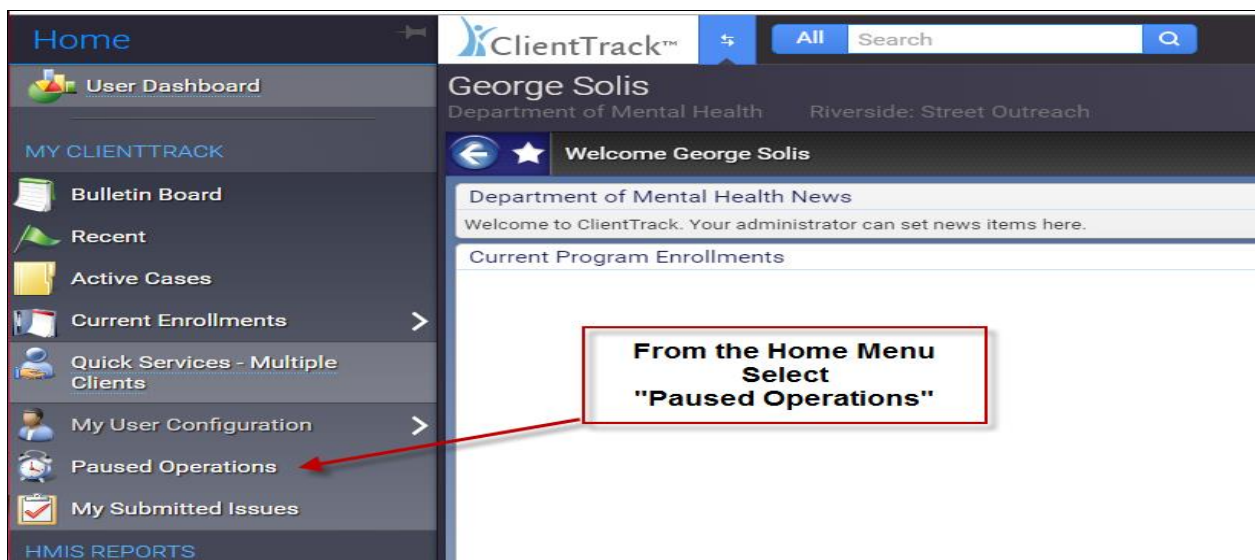 Home
User Dashboard
MY CLIENTTRACK
Bulletin Board
Recent
Active Cases
Current Enrollments
Quick Services - Multiple
Clients
My User Configuration
Paused Operations
My Submitted Issues
HMIS REPORTS
ClientTrack™
All
Search
George Solis
Department of Mental Health Riverside: Street Outreach
Welcome George Solis
Department of Mental Health News
Welcome to ClientTrack. Your administrator can set news items here.
Current Program Enrollments
From the Home Menu
Select
"Paused Operations"